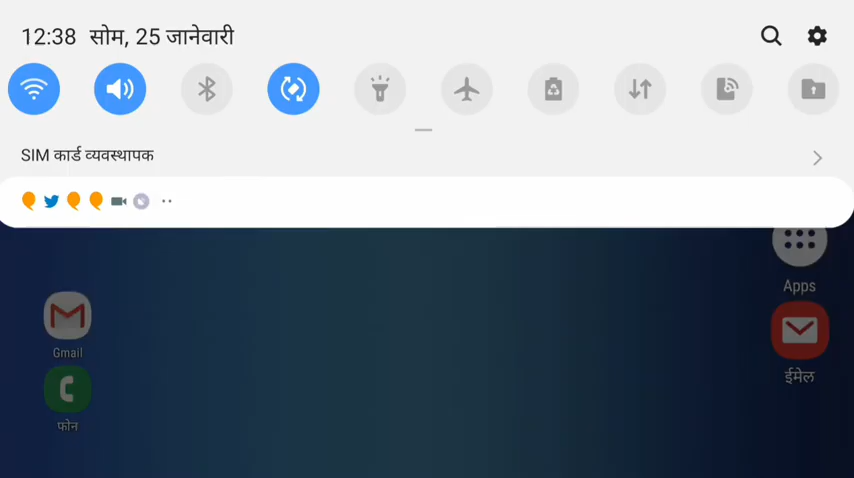 12:38 सोम, 25 जानेवारी
SIM कार्ड व्यवस्थापक
Apps
Gmail
ईमेल
फोन